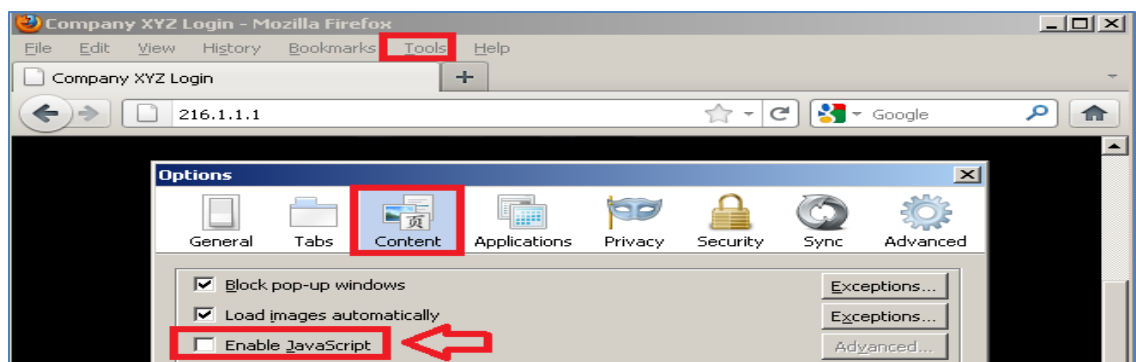 Company XYZ Login - Mozilla Firefox
File Edit View History Bookmarks Tools Help
Company XYZ Login +
216.1.1.1 Google
Options
页
General Tabs Content Applications Privacy Security Sync Advanced
Block pop-up windows Exceptions...
Load images automatically Exceptions...
Enable JavaScript Advanced...